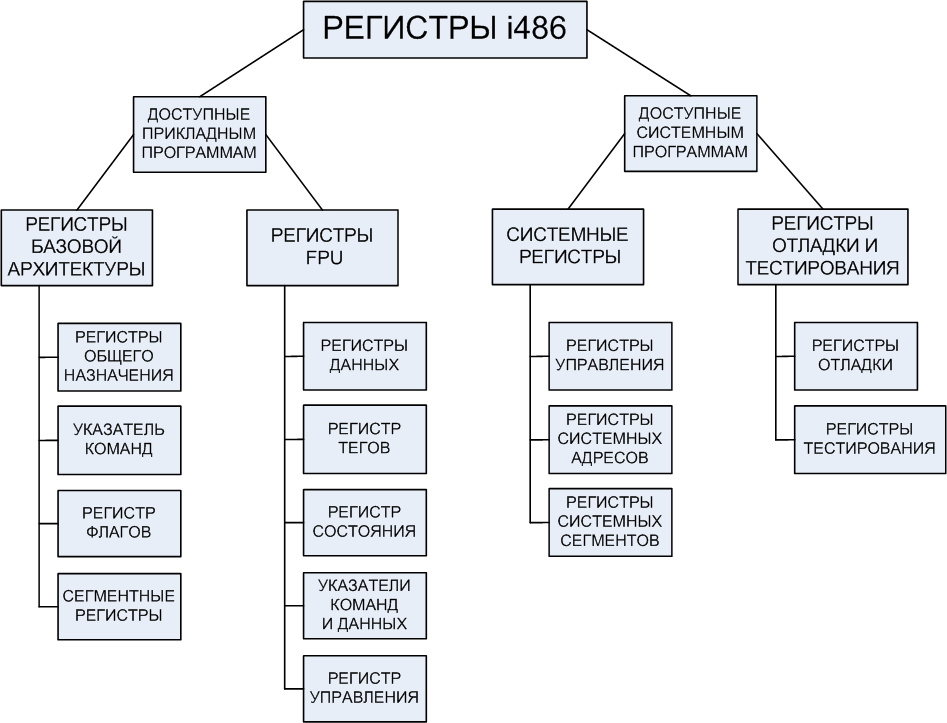 РЕГИСТРЫ i486
ДОСТУПНЫЕ
ПРИКЛАДНЫМ
ПРОГРАММАМ
ДОСТУПНЫЕ
СИСТЕМНЫМ
ПРОГРАММАМ
РЕГИСТРЫ
БАЗОВОЙ
АРХИТЕКТУРЫ
РЕГИСТРЫ
FPU
СИСТЕМНЫЕ
РЕГИСТРЫ
РЕГИСТРЫ
ОТЛАДКИ И
ТЕСТИРОВАНИЯ
РЕГИСТРЫ
ОБЩЕГО
НАЗНАЧЕНИЯ
УКАЗАТЕЛЬ
КОМАНД
РЕГИСТР
ФЛАГОВ
СЕГМЕНТНЫЕ
РЕГИСТРЫ
РЕГИСТРЫ
ДАННЫХ
РЕГИСТР
ТЕГОВ
РЕГИСТР
СОСТОЯНИЯ
УКАЗАТЕЛИ
КОМАНД
И ДАННЫХ
РЕГИСТР
УПРАВЛЕНИЯ
РЕГИСТРЫ
УПРАВЛЕНИЯ
РЕГИСТРЫ
СИСТЕМНЫХ
АДРЕСОВ
РЕГИСТРЫ
СИСТЕМНЫХ
СЕГМЕНТОВ
РЕГИСТРЫ
ОТЛАДКИ
РЕГИСТРЫ
ТЕСТИРОВАНИЯ